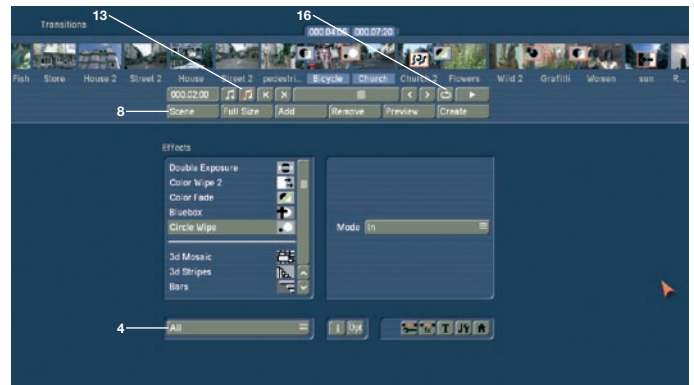 Transitions
13
16
000.04:00 000.07:20
Fish Store House 2 Street 2 House Street 2 pedestri... Bicycle Church Church 2 Flowers Wild 2 Grafitti Women sun R...
000.02:00
8
Scene Full Size Add Remove Preview Create
Effects
Double Exposure
Color Wipe 2
Color Fade
Bluebox
Circle Wipe
Mode In
3d Mosaic
3d Stripes
Bars
4
All
I Opt T